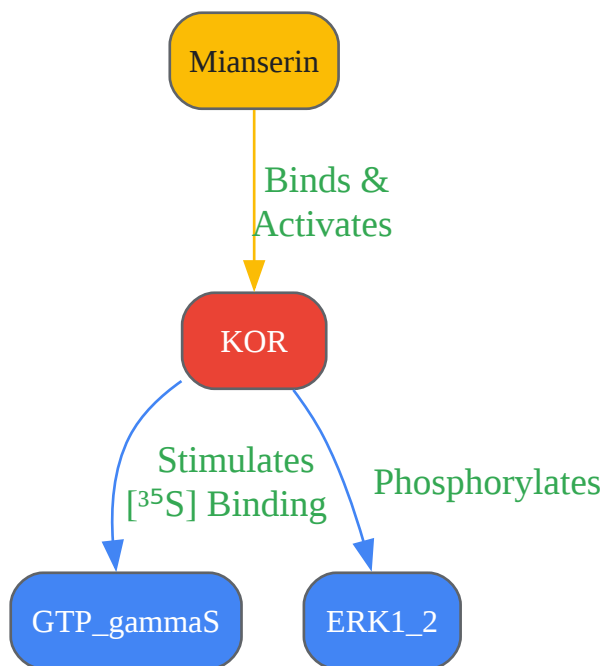 Mianserin
Binds &
Activates
KOR
Stimulates
[³⁵S] Binding
Phosphorylates
GTP_gammaS
ERK1_2